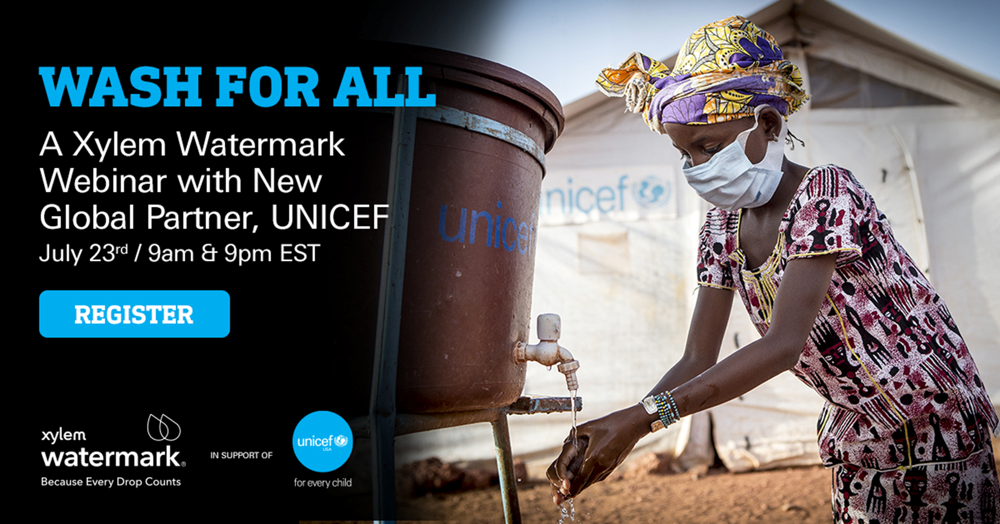 WASH FOR ALL
A Xylem Watermark
Webinar with New
Global Partner, UNICEF
July 23rd / 9am & 9pm EST
REGISTER
xylem
watermark®
Because Every Drop Counts
IN SUPPORT OF
unicef
USA
for every child
unicef
nicef